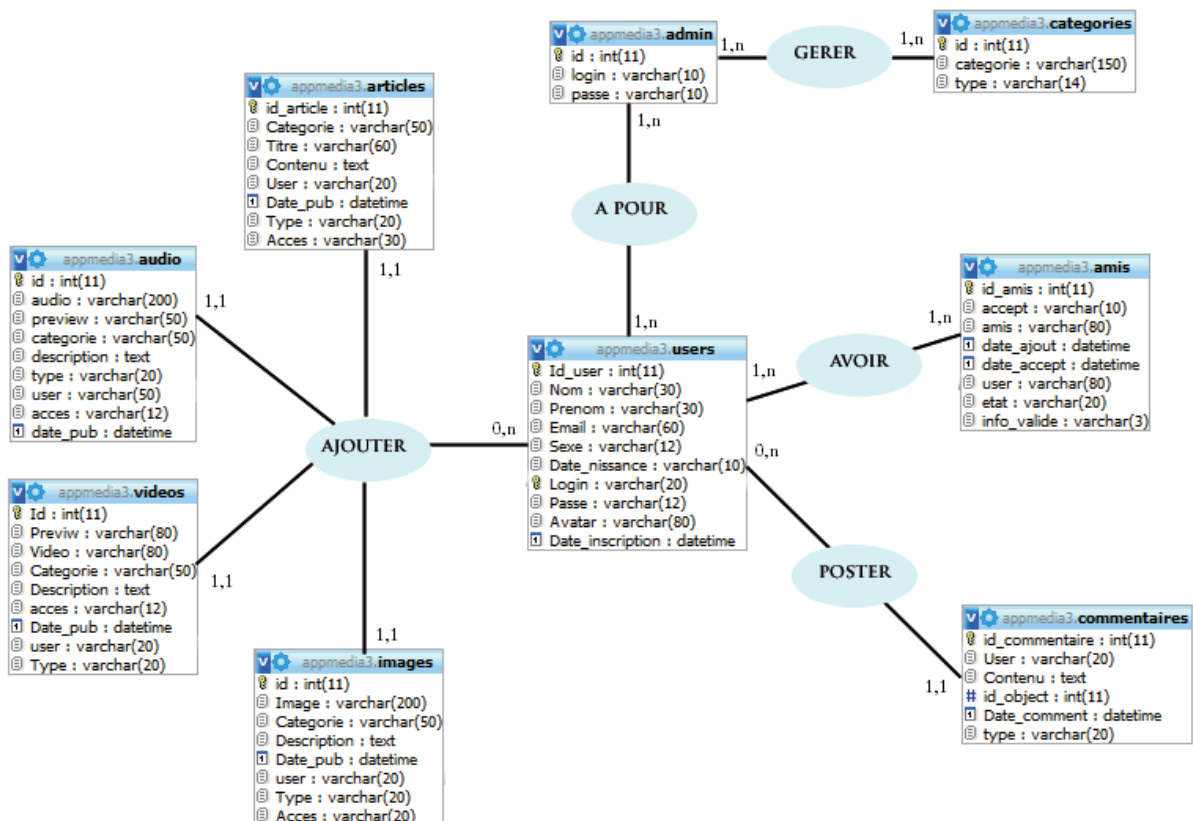 appmedia3.admin
id : int(11)
login : varchar(10)
passe : varchar(10)
1,n
GERER
1,n
appmedia3.categories
id : int(11)
categorie : varchar(150)
type : varchar(14)
appmedia3.articles
id_article : int(11)
Categorie : varchar(50)
Titre : varchar(60)
Contenu : text
User : varchar(20)
Date_pub : datetime
Type : varchar(20)
Acces : varchar(30)
1,n
A POUR
1,n
1,1
appmedia3.audio
id : int(11)
audio : varchar(200)
preview : varchar(50)
categorie : varchar(50)
description : text
type : varchar(20)
user : varchar(50)
acces : varchar(12)
date_pub : datetime
1,1
appmedia3.users
Id_user : int(11)
Nom : varchar(30)
Prenom : varchar(30)
Email : varchar(60)
Sexe : varchar(12)
Date_nissance : varchar(10)
Login : varchar(20)
Passe : varchar(12)
Avatar : varchar(80)
Date_inscription : datetime
1,n
AVOIR
1,n
appmedia3.amis
id_amis : int(11)
accept : varchar(10)
amis : varchar(80)
date_ajout : datetime
date_accept : datetime
user : varchar(80)
etat : varchar(20)
info_valide : varchar(3)
AJOUTER
0,n
0,n
appmedia3.videos
Id : int(11)
Previw : varchar(80)
Video : varchar(80)
Categorie : varchar(50)
Description : text
acces : varchar(12)
Date_pub : datetime
user : varchar(20)
Type : varchar(20)
1,1
POSTER
1,1
appmedia3.commentaires
id_commentaire : int(11)
User : varchar(20)
Contenu : text
# id_object : int(11)
Date_comment : datetime
type : varchar(20)
1,1
appmedia3.images
id : int(11)
Image : varchar(200)
Categorie : varchar(50)
Description : text
Date_pub : datetime
user : varchar(20)
Type : varchar(20)
Acces : varchar(20)